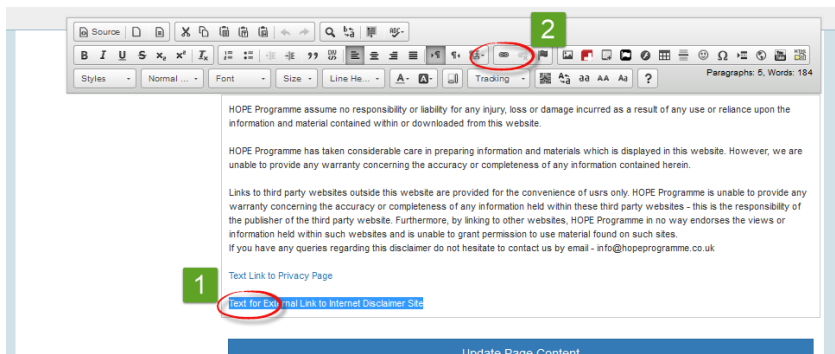 2
Source
ABC
B I U S x₂ x² Iₓ
Styles Normal ... Font Size Line He... A A Tracking aa AA Aa ? Paragraphs: 5, Words: 184
HOPE Programme assume no responsibility or liability for any injury, loss or damage incurred as a result of any use or reliance upon the
information and material contained within or downloaded from this website.
HOPE Programme has taken considerable care in preparing information and materials which is displayed in this website. However, we are
unable to provide any warranty concerning the accuracy or completeness of any information contained herein.
Links to third party websites outside this website are provided for the convenience of usrs only. HOPE Programme is unable to provide any
warranty concerning the accuracy or completeness of any information held within these third party websites - this is the responsibility of
the publisher of the third party website. Furthermore, by linking to other websites, HOPE Programme in no way endorses the views or
information held within such websites and is unable to grant permission to use material found on such sites.
If you have any queries regarding this disclaimer do not hesitate to contact us by email - info@hopeprogramme.co.uk
Text Link to Privacy Page
1
Text for External Link to Internet Disclaimer Site
Update Page Content